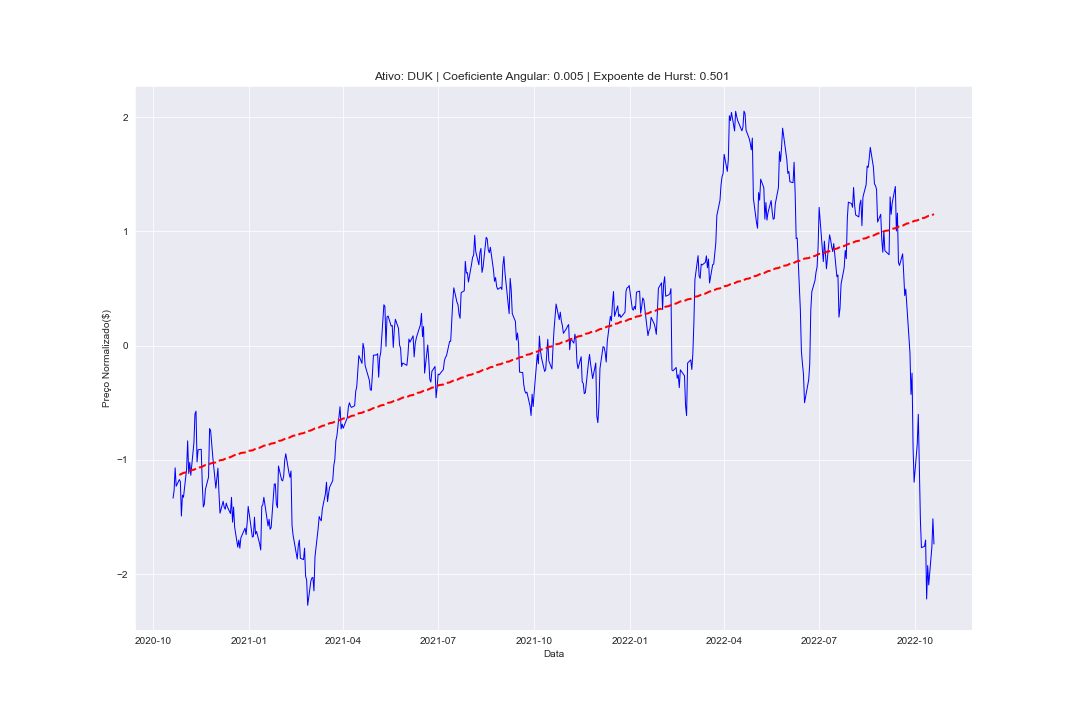 Ativo: DUK | Coeficiente Angular: 0.005 | Expoente de Hurst: 0.501
2
1
0
−1
−2
Preço Normalizado($)
2020-10 2021-01 2021-04 2021-07 2021-10 2022-01 2022-04 2022-07 2022-10
Data